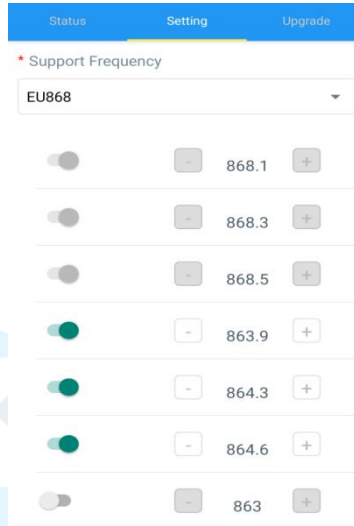 Status Setting Upgrade
* Support Frequency
EU868
- 868.1 +
- 868.3 +
- 868.5 +
- 863.9 +
- 864.3 +
- 864.6 +
- 863 +